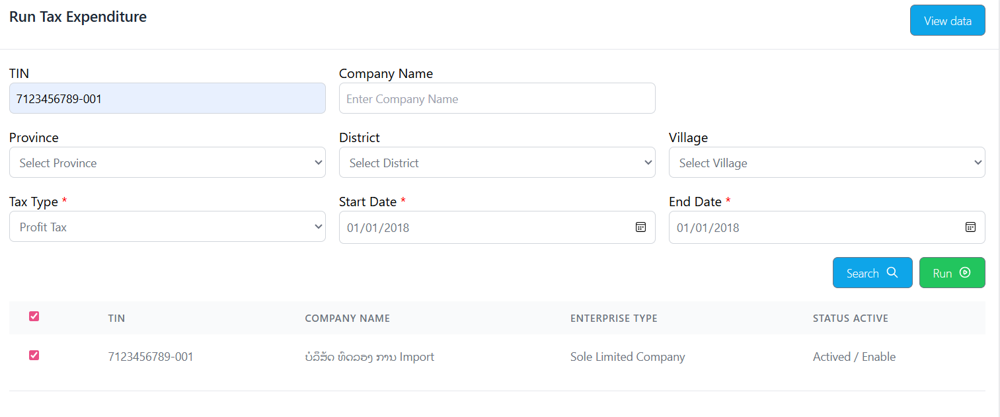 Run Tax Expenditure
View data
TIN
Company Name
7123456789-001
Enter Company Name
Province
District
Village
Select Province
Select District
Select Village
Tax Type *
Start Date *
End Date *
Profit Tax
01/01/2018
01/01/2018
Search
Run
TIN
COMPANY NAME
ENTERPRISE TYPE
STATUS ACTIVE
7123456789-001
ບໍລິສັດ ທົດລອງ ການ Import
Sole Limited Company
Actived / Enable